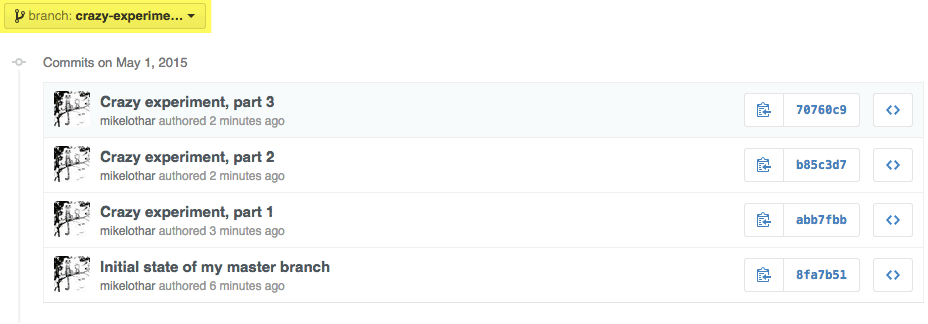 branch: crazy-experime...
Commits on May 1, 2015
Crazy experiment, part 3
mikelothar authored 2 minutes ago
70760c9
Crazy experiment, part 2
mikelothar authored 2 minutes ago
b85c3d7
Crazy experiment, part 1
mikelothar authored 3 minutes ago
abb7fbb
Initial state of my master branch
mikelothar authored 6 minutes ago
8fa7b51